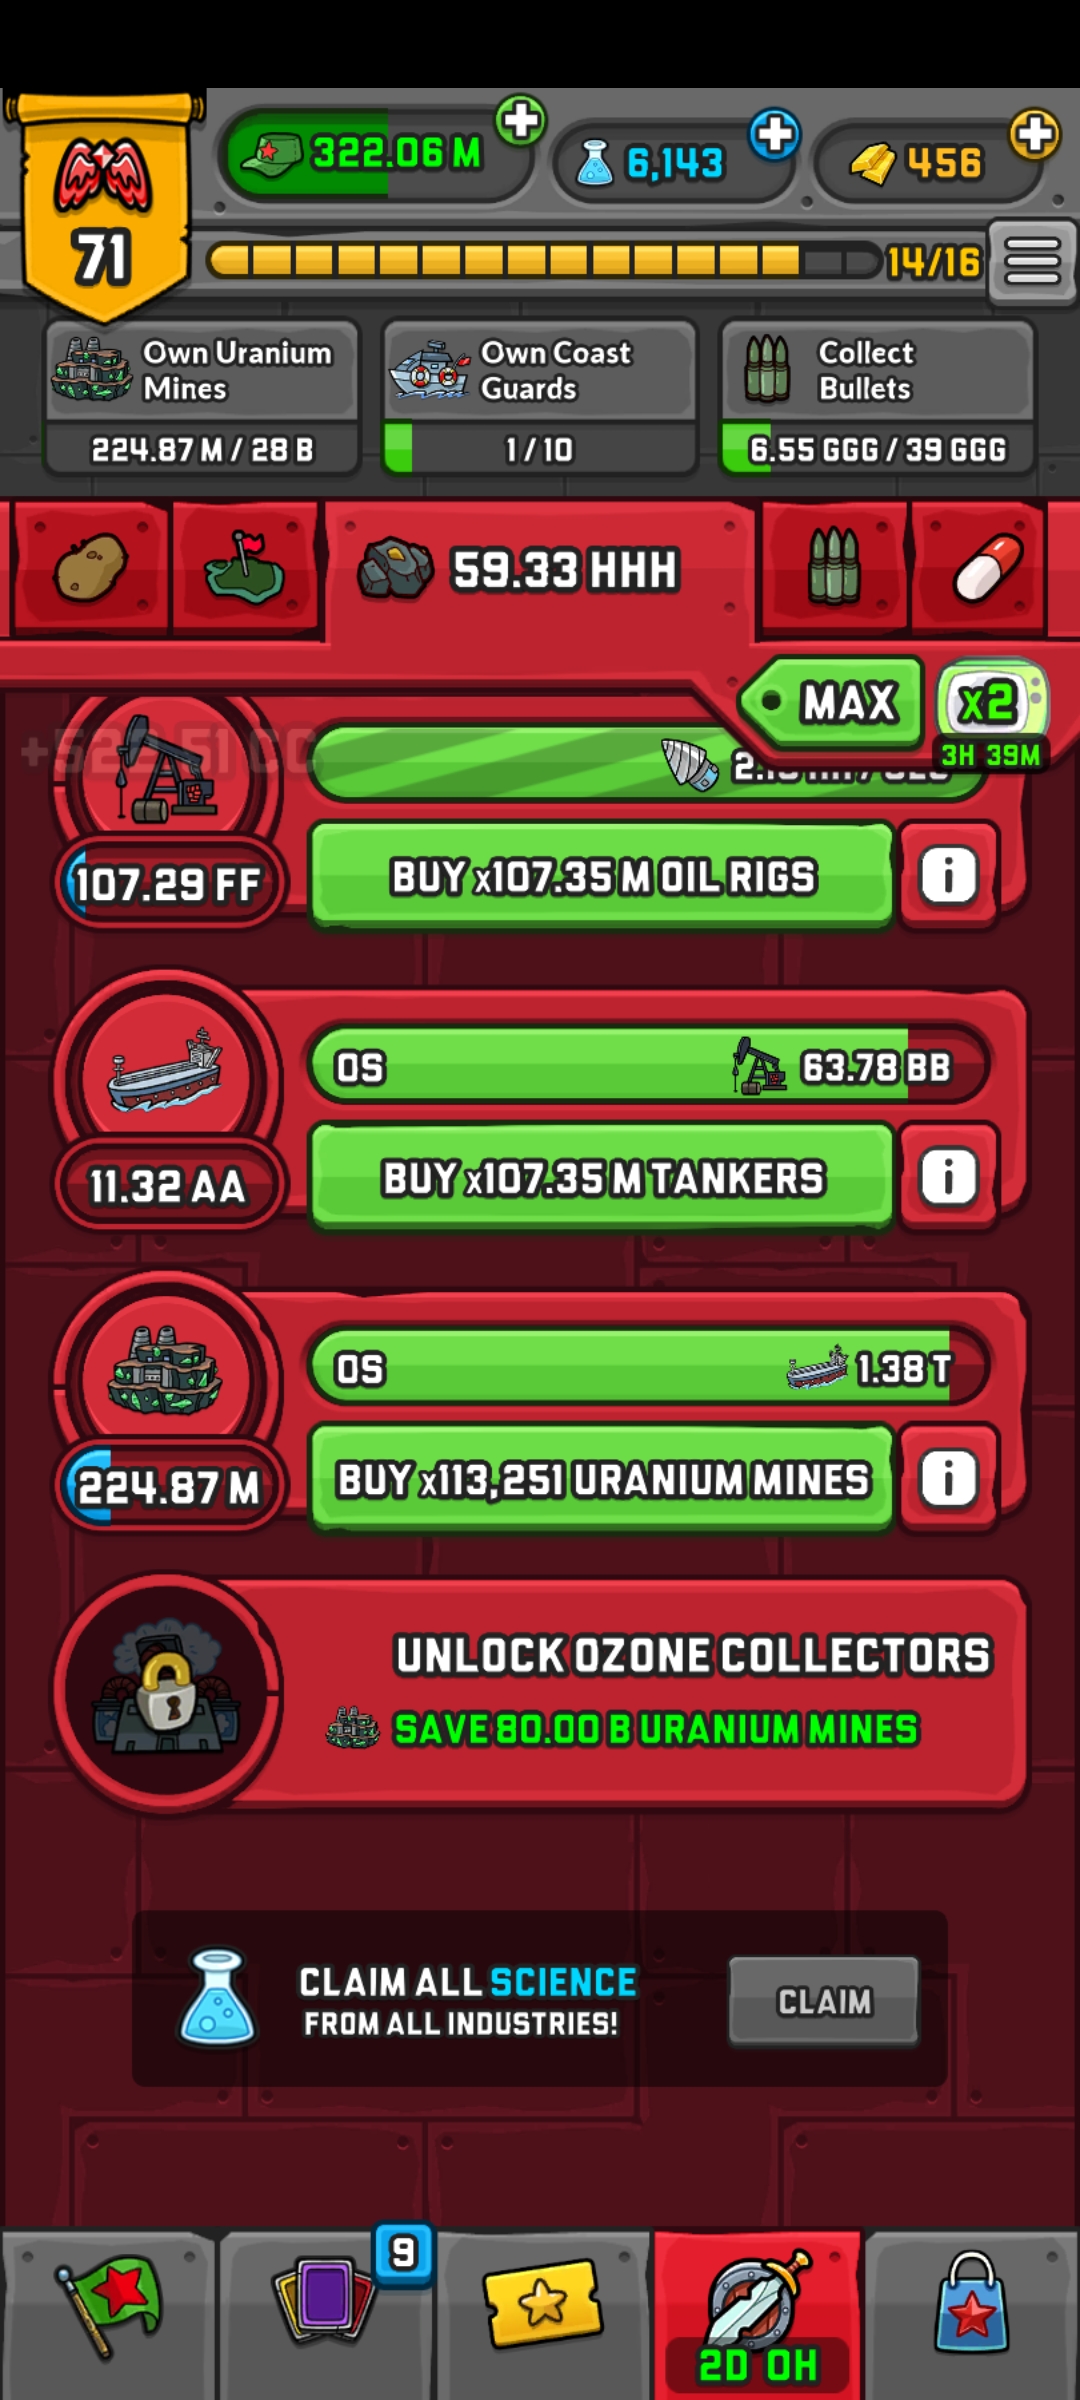 322.06 M
6,143
456
71
14/16
Own Uranium
Mines
224.87 M / 28 B
Own Coast
Guards
1 / 10
Collect
Bullets
6.55 GGG / 39 GGG
59.33 HHH
MAX
x2
3H 39M
107.29 FF
BUY x107.35 M OIL RIGS
i
0S
63.78 BB
11.32 AA
BUY x107.35 M TANKERS
i
0S
1.38 T
224.87 M
BUY x113,251 URANIUM MINES
i
UNLOCK OZONE COLLECTORS
SAVE 80.00 B URANIUM MINES
CLAIM ALL SCIENCE
FROM ALL INDUSTRIES!
CLAIM
9
2D 0H